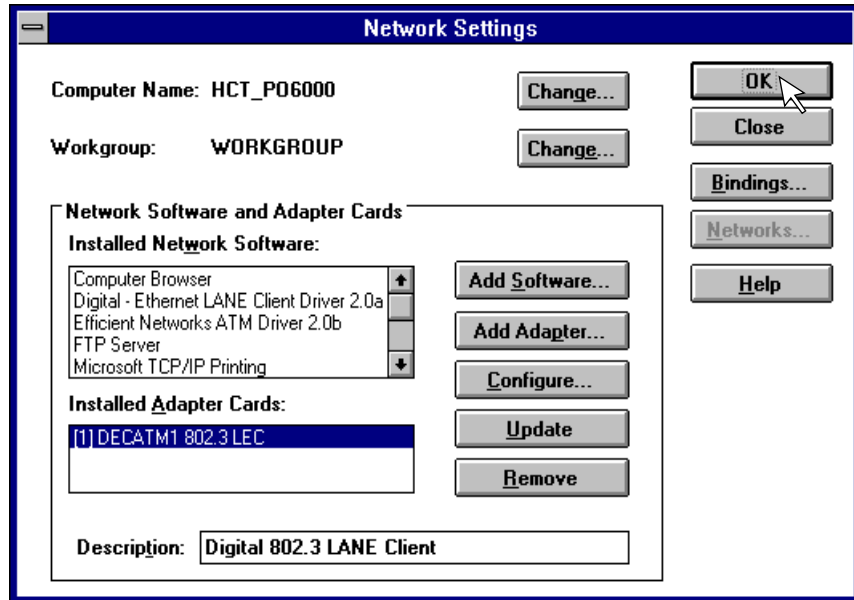 Network Settings
Computer Name: HCT_PO6000
Change...
OK
Workgroup: WORKGROUP
Change...
Close
Bindings...
Networks...
Help
Network Software and Adapter Cards
Installed Network Software:
Computer Browser
Digital - Ethernet LANE Client Driver 2.0a
Efficient Networks ATM Driver 2.0b
FTP Server
Microsoft TCP/IP Printing
Add Software...
Add Adapter...
Configure...
Update
Remove
Installed Adapter Cards:
[1] DECATM1 802.3 LEC
Description: Digital 802.3 LANE Client